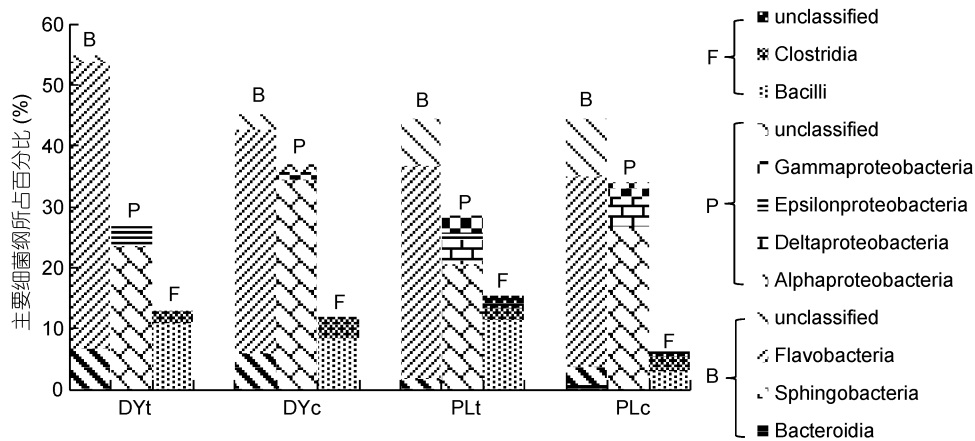 主要细菌纲所占百分比 (%)
60
50
40
30
20
10
0
B
P
F
DYt
B
P
F
DYc
B
P
F
PLt
B
P
F
PLc
F
unclassified
Clostridia
Bacilli
P
unclassified
Gammaproteobacteria
Epsilonproteobacteria
Deltaproteobacteria
Alphaproteobacteria
B
unclassified
Flavobacteria
Sphingobacteria
Bacteroidia